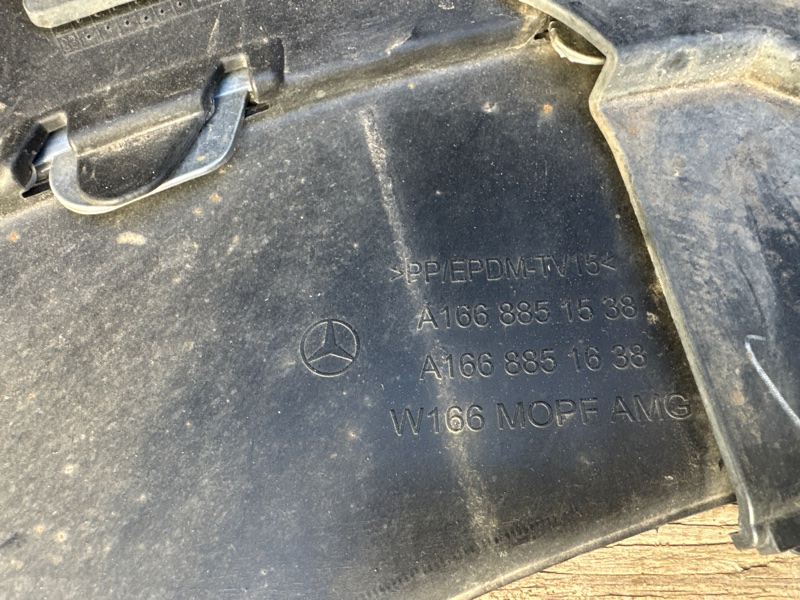 >PP/EPDM-TV15<
A166 885 15 38
A166 885 16 38
W166 MOPF AMG